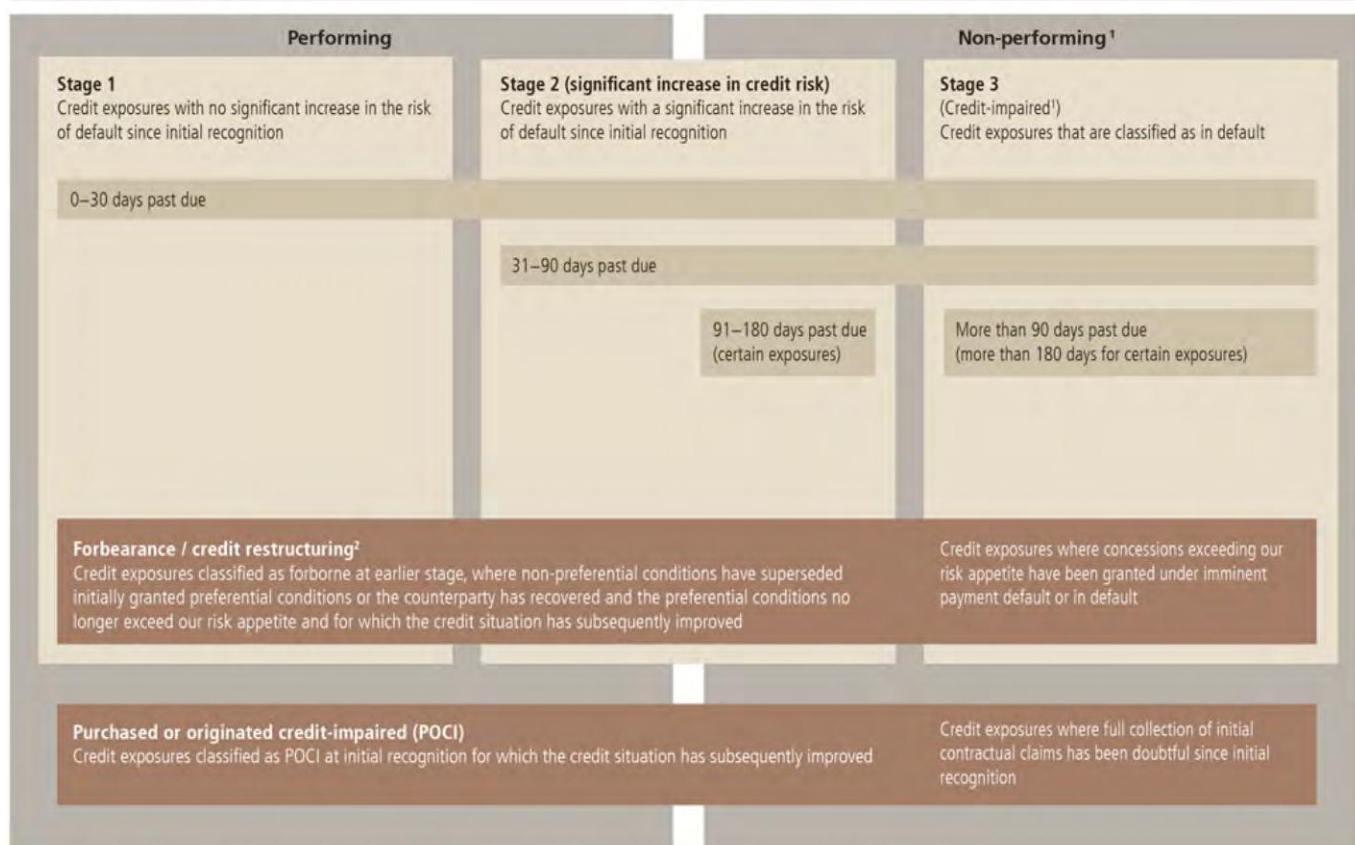 Performing
Non-performing¹
Stage 1
Credit exposures with no significant increase in the risk
of default since initial recognition
Stage 2 (significant increase in credit risk)
Credit exposures with a significant increase in the risk
of default since initial recognition
Stage 3
(Credit-impaired¹)
Credit exposures that are classified as in default
0–30 days past due
31–90 days past due
91–180 days past due
(certain exposures)
More than 90 days past due
(more than 180 days for certain exposures)
Forbearance / credit restructuring²
Credit exposures classified as forborne at earlier stage, where non-preferential conditions have superseded
initially granted preferential conditions or the counterparty has recovered and the preferential conditions no
longer exceed our risk appetite and for which the credit situation has subsequently improved
Credit exposures where concessions exceeding our
risk appetite have been granted under imminent
payment default or in default
Purchased or originated credit-impaired (POCI)
Credit exposures classified as POCI at initial recognition for which the credit situation has subsequently improved
Credit exposures where full collection of initial
contractual claims has been doubtful since initial
recognition